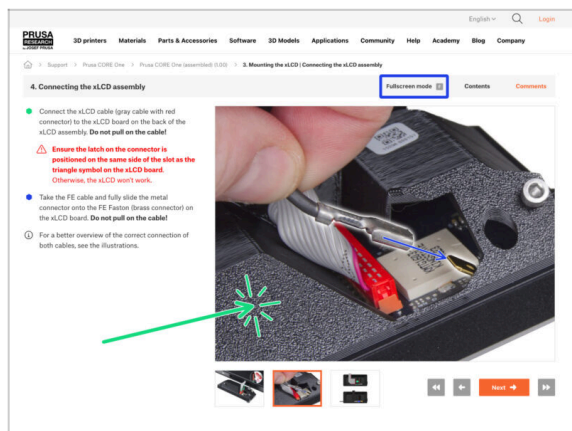 English
Login
PRUSA
RESEARCH
by JOSEF PRUSA
3D printers Materials Parts & Accessories Software 3D Models Applications Community Help Academy Blog Company
Support > Prusa CORE One > Prusa CORE One (assembled) 0.00) > 3. Mounting the xLCD | Connecting the xLCD assembly
4. Connecting the xLCD assembly
Fullscreen mode
Contents
Comments
Connect the xLCD cable (gray cable with red
connector) to the xLCD board on the back of the
xLCD assembly. Do not pull on the cable!
Ensure the latch on the connector is
positioned on the same side of the slot as the
triangle symbol on the xLCD board.
Otherwise, the xLCD won't work.
Take the FE cable and fully slide the metal
connector onto the FE Faston (brass connector) on
the xLCD board. Do not pull on the cable!
For a better overview of the correct connection of
both cables, see the illustrations.
Next